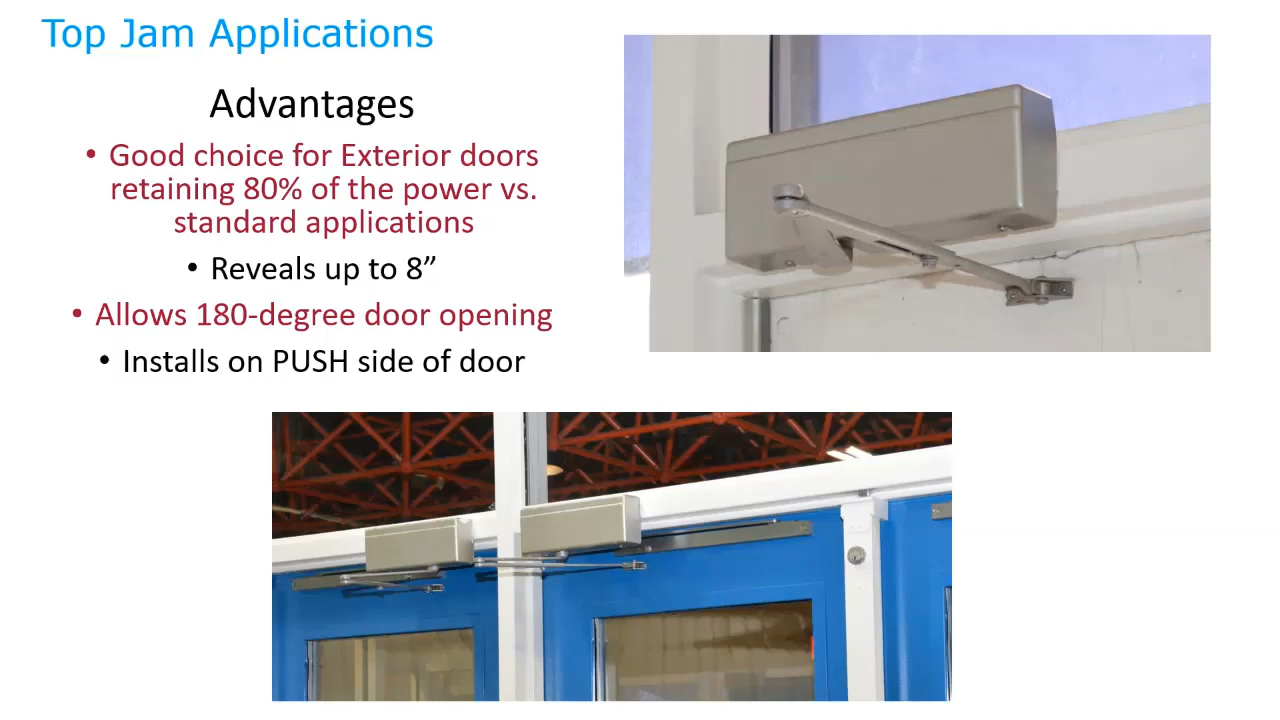 Top Jam Applications
Advantages
• Good choice for Exterior doors
retaining 80% of the power vs.
standard applications
• Reveals up to 8”
• Allows 180-degree door opening
• Installs on PUSH side of door